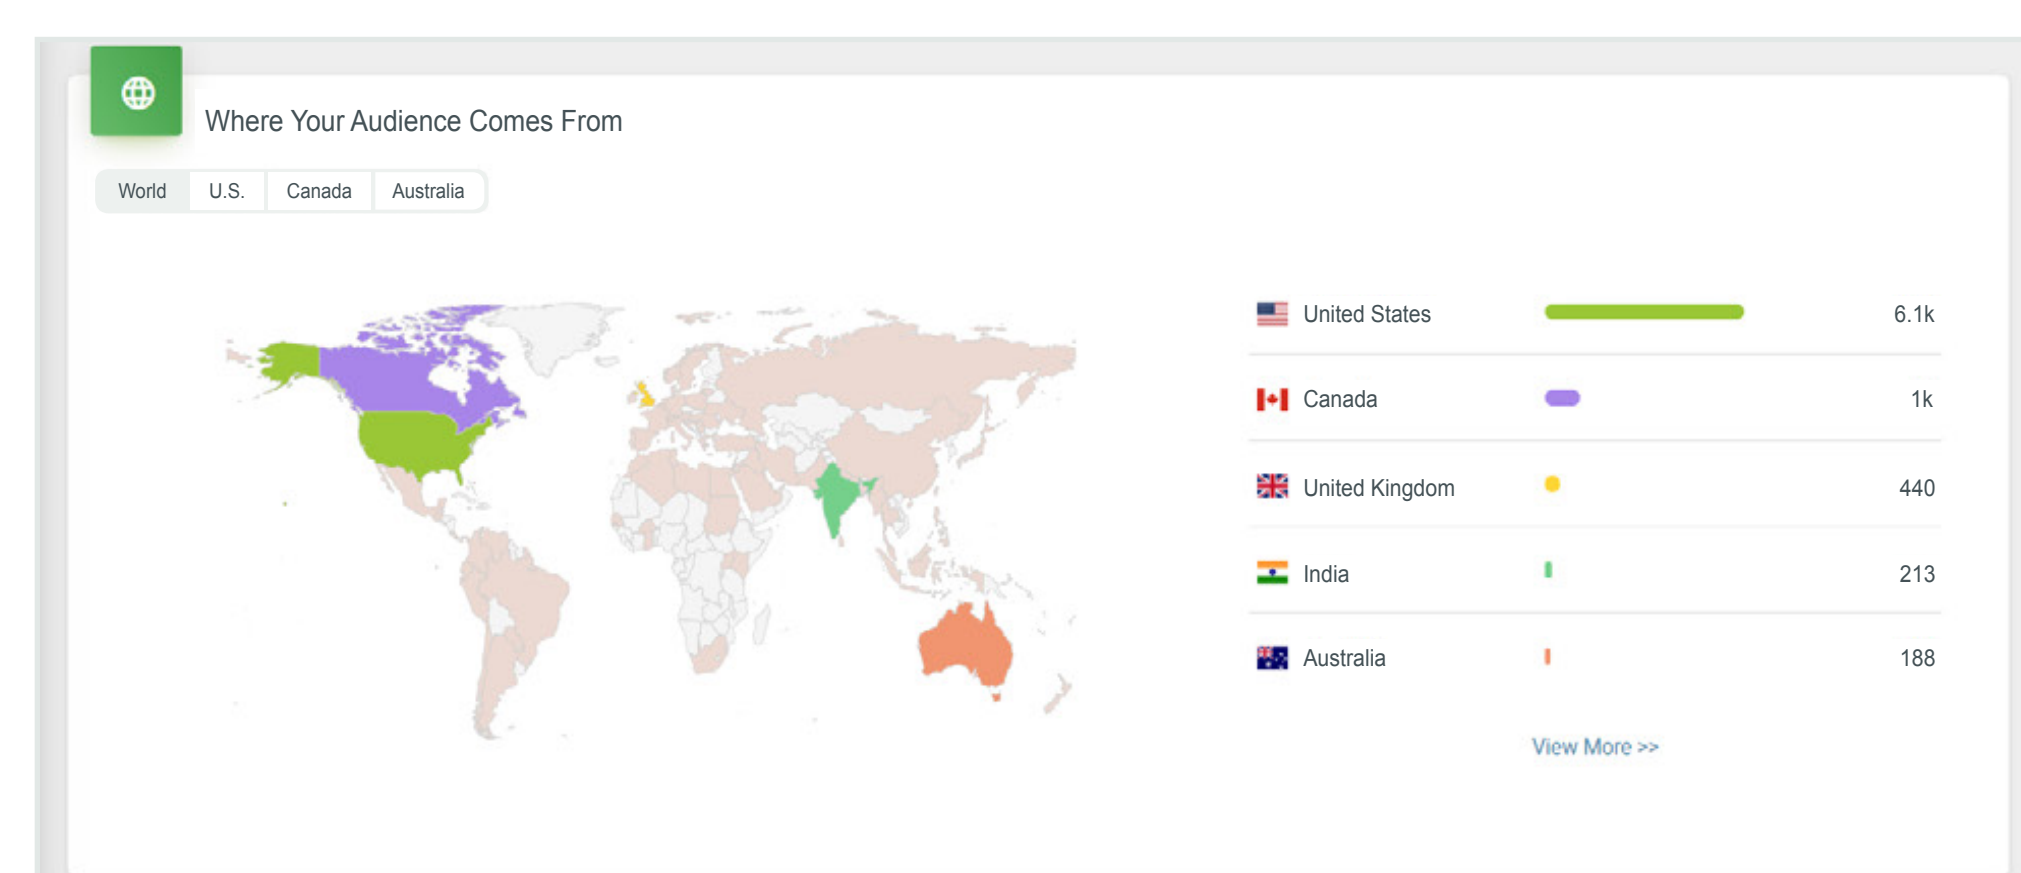 Where Your Audience Comes From
World U.S. Canada Australia
United States 6.1k
Canada 1k
United Kingdom 440
India 213
Australia 188
View More >>